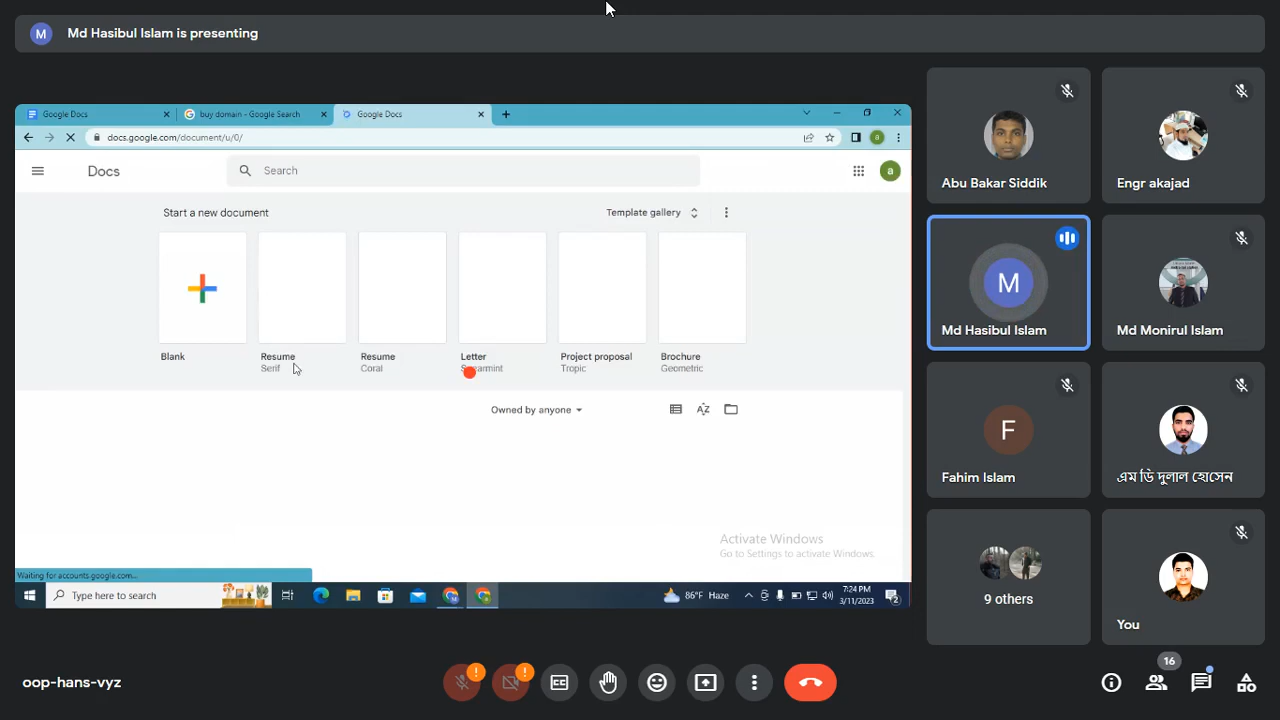 M Md Hasibul Islam is presenting
Google Docs
buy domain - Google Search
Google Docs
docs.google.com/document/u/0/
a
Docs
Search
a
Start a new document
Template gallery
Blank
Resume
Serif
Resume
Coral
Letter
Project proposal
Tropic
Brochure
Geometric
Owned by anyone
AZ
Activate Windows
Go to Settings to activate Windows.
Waiting for accounts.google.com...
Type here to search
86°F Haze
7:24 PM
3/11/2023
2
Abu Bakar Siddik
Engr akajad
M
Md Hasibul Islam
Md Monirul Islam
F
Fahim Islam
এম ডি দুলাল হোসেন
9 others
You
oop-hans-vyz
16